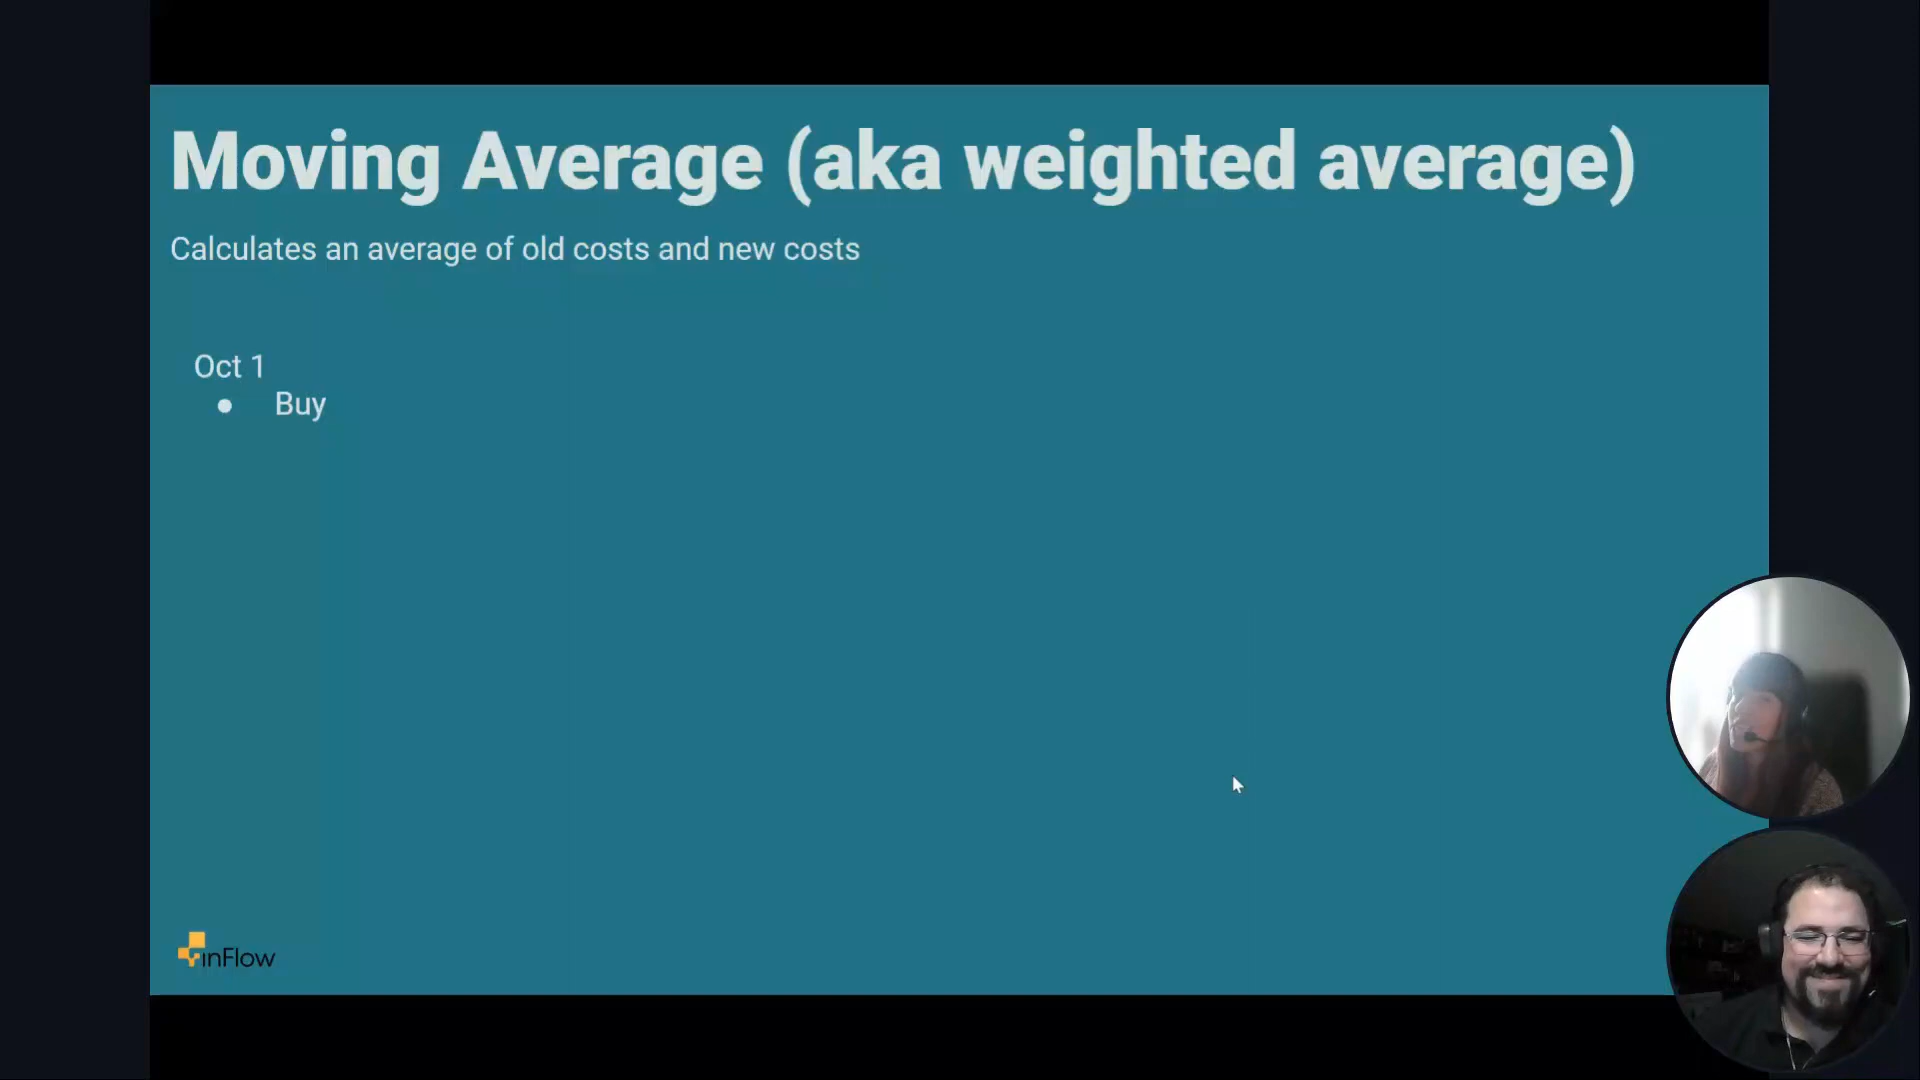 Moving Average (aka weighted average)
Calculates an average of old costs and new costs
Oct 1
● Buy
inFlow